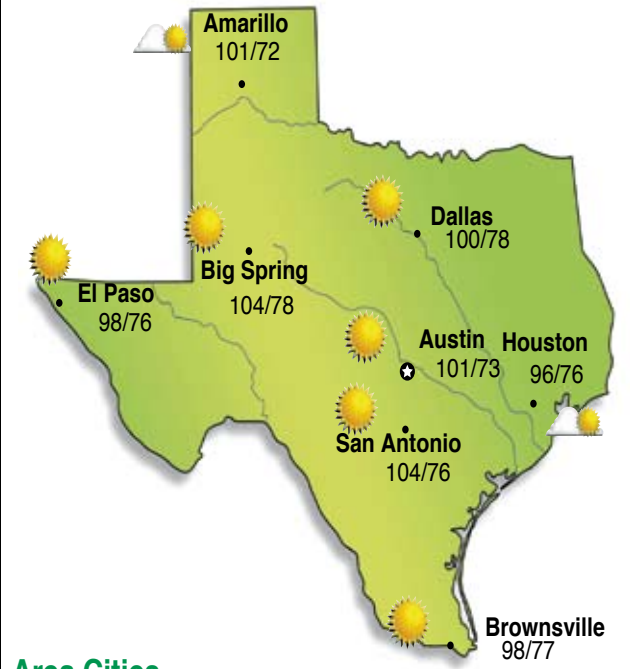 Amarillo
101/72
Dallas
100/78
Big Spring
104/78
El Paso
98/76
Austin
101/73
Houston
96/76
San Antonio
104/76
Brownsville
98/77
Area Cities